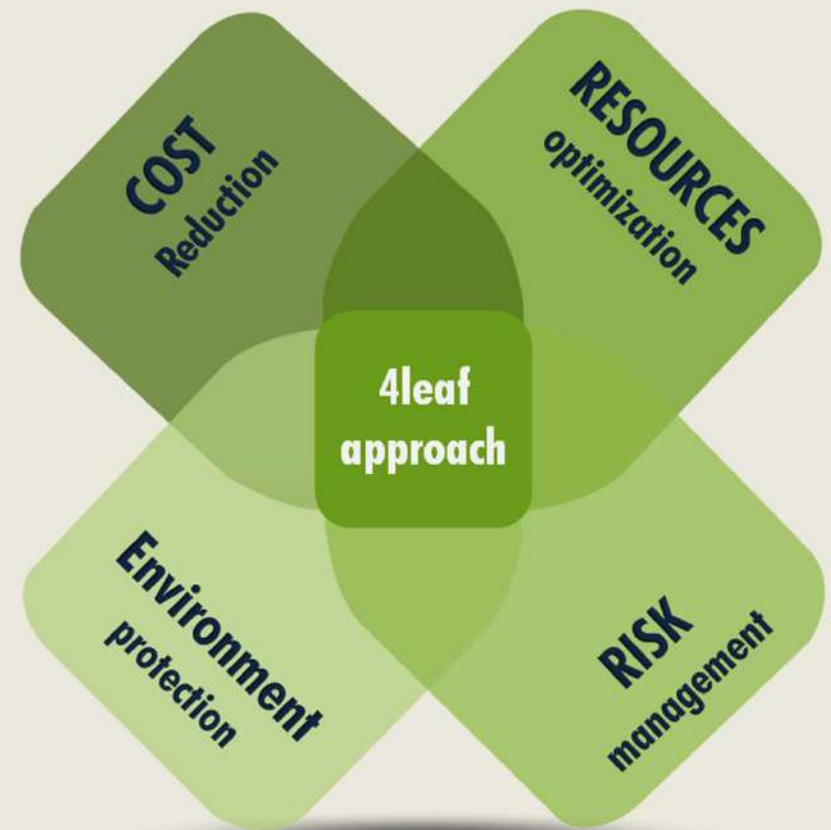 COST
Reduction
RESOURCES
optimization
4leaf
approach
Environment
protection
RISK
management